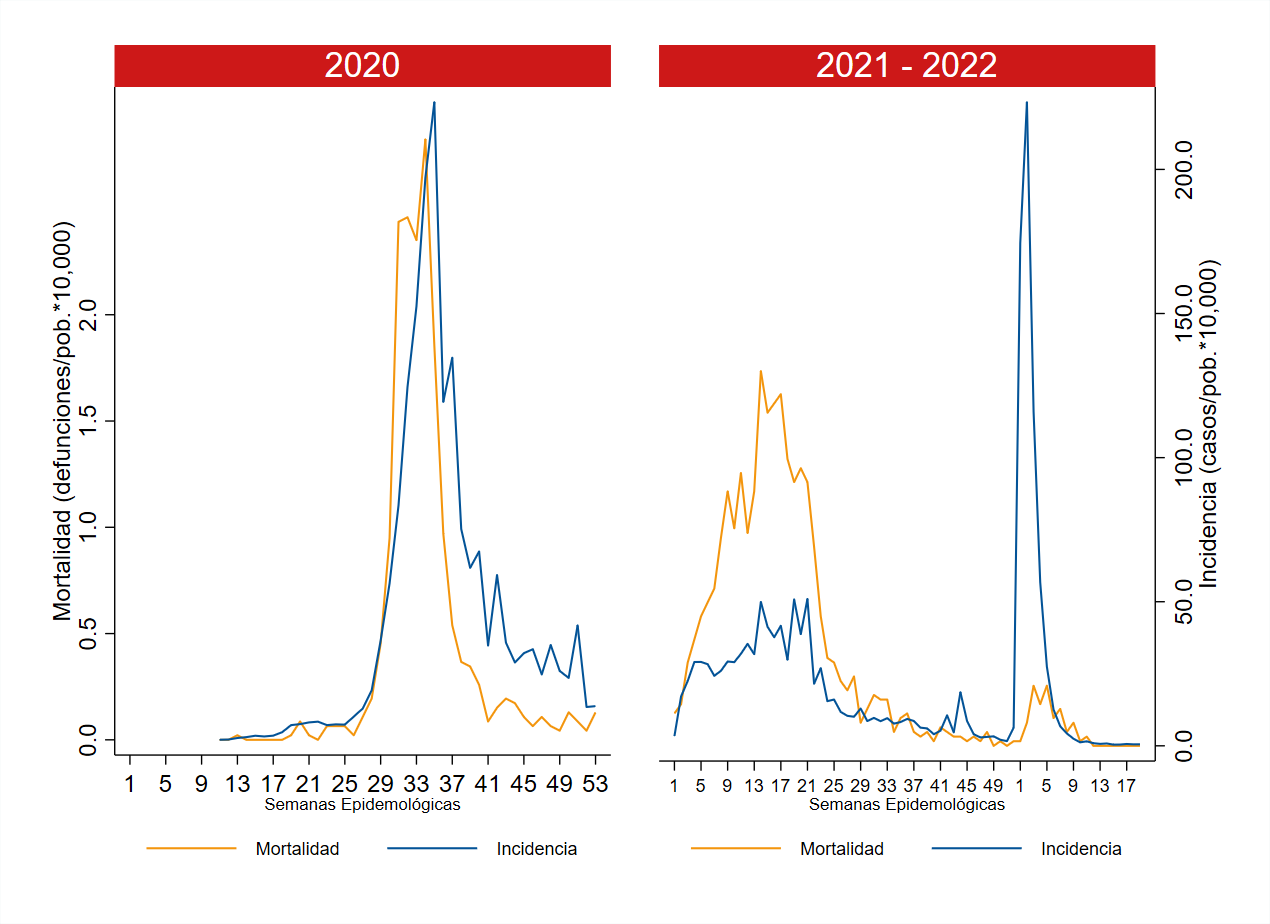 2020
2021 - 2022
Mortalidad (defunciones/pob.*10,000)
0.0 0.5 1.0 1.5 2.0
1 5 9 13 17 21 25 29 33 37 41 45 49 53
Semanas Epidemológicas
Mortalidad Incidencia
1 5 9 13 17 21 25 29 33 37 41 45 49 1 5 9 13 17
Semanas Epidemológicas
Mortalidad Incidencia
0.0 50.0 100.0 150.0 200.0
Incidencia (casos/pob.*10,000)